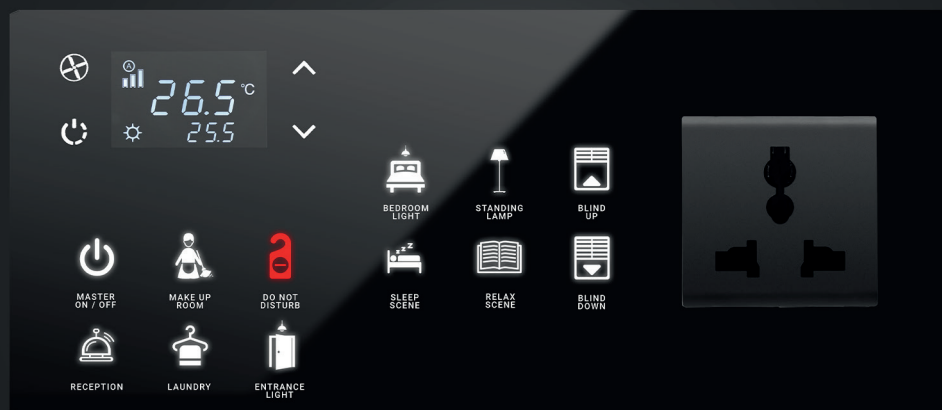 A
26.5 °C
25.5
BEDROOM
LIGHT
STANDING
LAMP
BLIND
UP
MASTER
ON / OFF
MAKE UP
ROOM
DO NOT
DISTURB
z z z
SLEEP
SCENE
RELAX
SCENE
BLIND
DOWN
RECEPTION
LAUNDRY
ENTRANCE
LIGHT